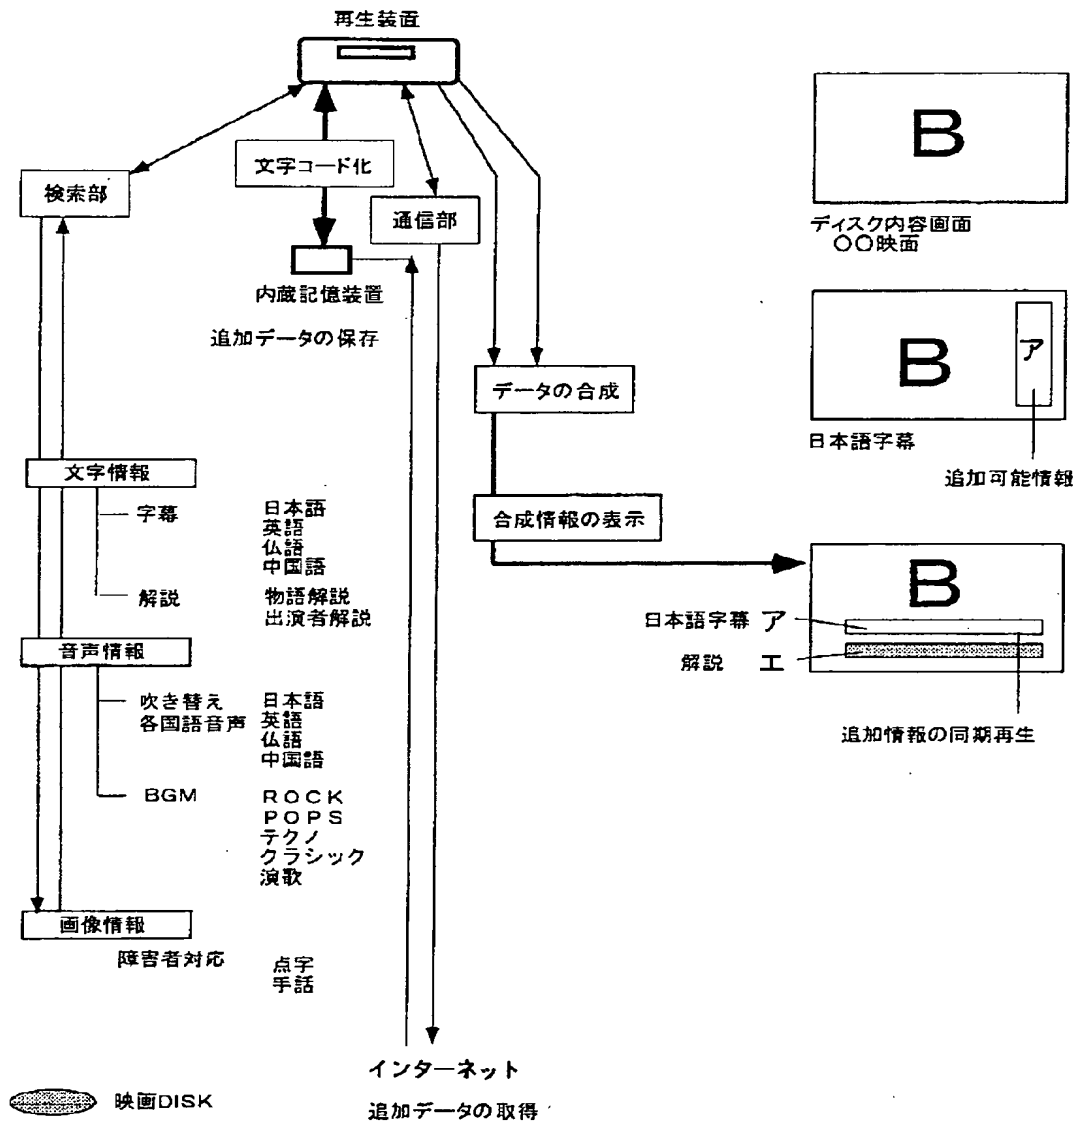 再生装置
文字コード化
検索部
通信部
内蔵記憶装置
追加データの保存
データの合成
合成情報の表示
文字情報
字幕
日本語
英語
仏語
中国語
解説
物語解説
出演者解説
音声情報
吹き替え
各国語音声
日本語
英語
仏語
中国語
BGM
ROCK
POPS
テクノ
クラシック
演歌
画像情報
障害者対応
点字
手話
インターネット
追加データの取得
映画DISK
B
ディスク内容画面
〇〇映面
B
ア
日本語字幕
追加可能情報
B
日本語字幕 ア
解説 エ
追加情報の同期再生